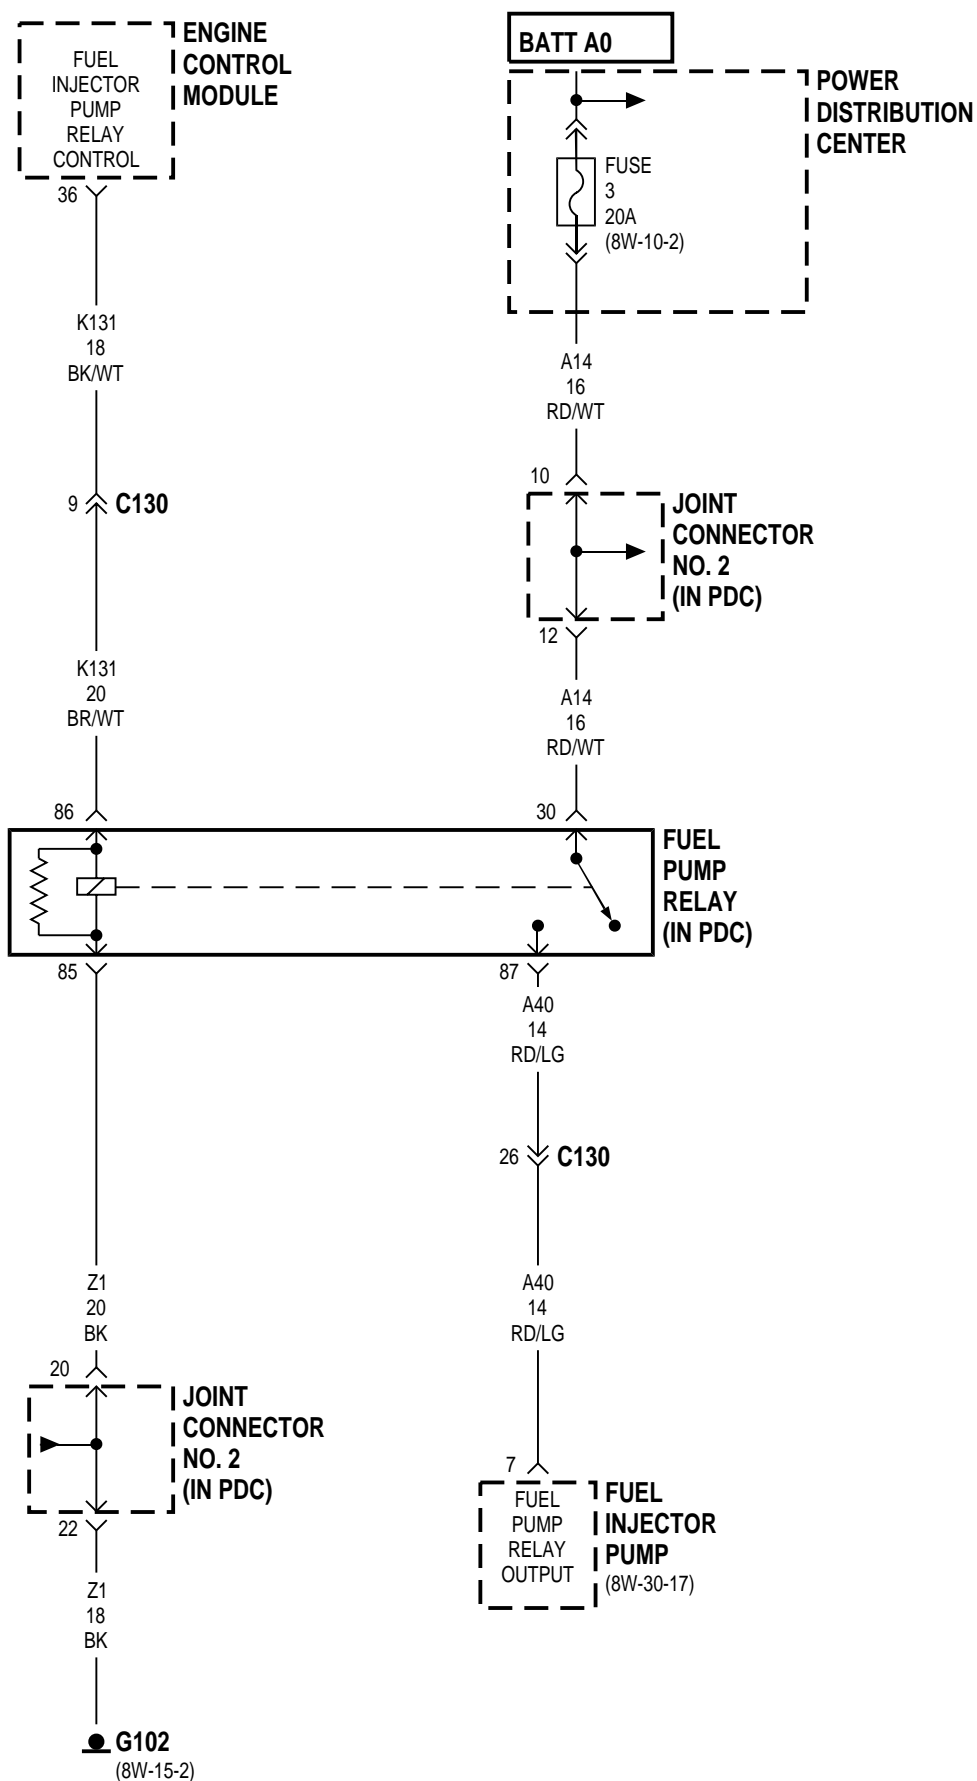 ENGINE
CONTROL
MODULE
FUEL
INJECTOR
PUMP
RELAY
CONTROL
36
K131
18
BK/WT
9
C130
K131
20
BR/WT
86
BATT A0
POWER
DISTRIBUTION
CENTER
FUSE
3
20A
(8W-10-2)
A14
16
RD/WT
10
JOINT
CONNECTOR
NO. 2
(IN PDC)
12
A14
16
RD/WT
30
FUEL
PUMP
RELAY
(IN PDC)
85
87
A40
14
RD/LG
26
C130
A40
14
RD/LG
7
FUEL
PUMP
RELAY
OUTPUT
FUEL
INJECTOR
PUMP
(8W-30-17)
Z1
20
BK
20
JOINT
CONNECTOR
NO. 2
(IN PDC)
22
Z1
18
BK
G102
(8W-15-2)